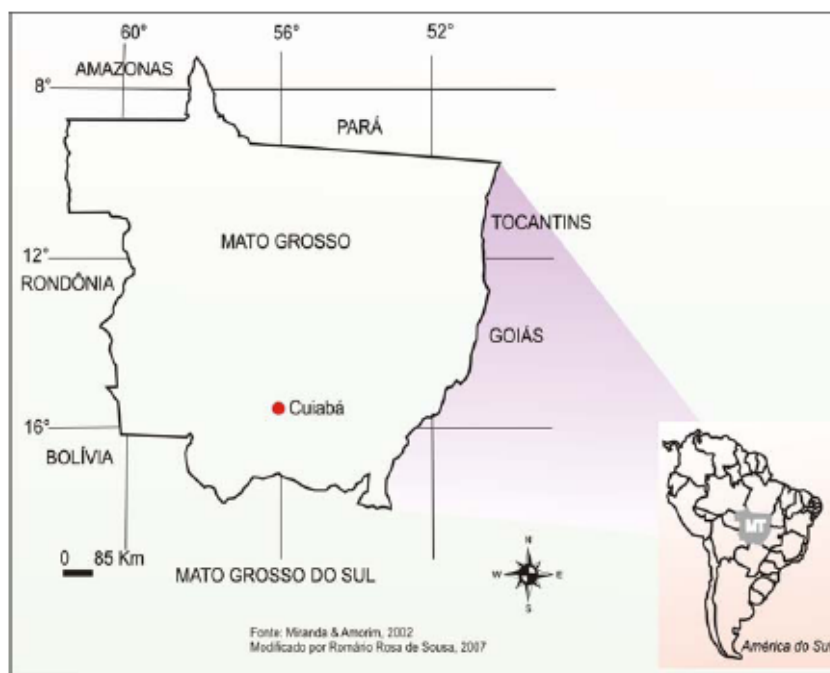 60° 56° 52°
AMAZONAS
8°
PARÁ
TOCANTINS
MATO GROSSO
12°
RONDÔNIA
GOIÁS
Cuiabá
16°
BOLÍVIA
MT
0 85 Km
N
W E
S
MATO GROSSO DO SUL
Fonte: Miranda & Amorim, 2002
Modificado por Romário Rosa de Sousa, 2007
América do Sul